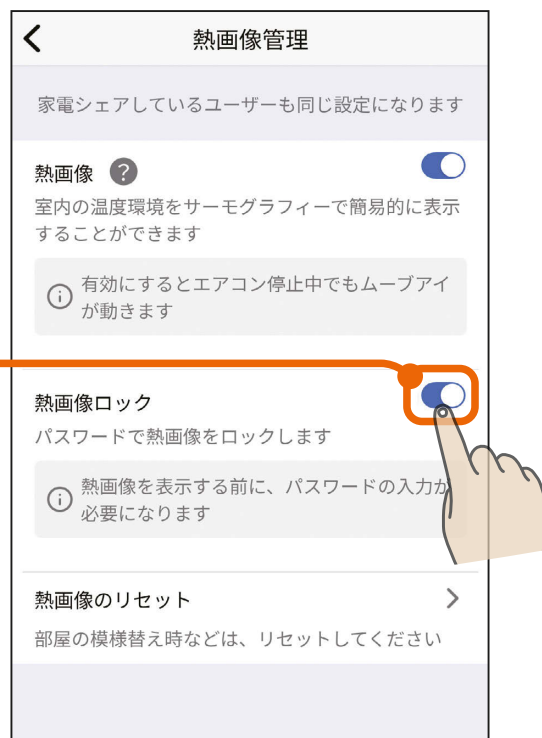 熱画像管理
家電シェアしているユーザーも同じ設定になります
熱画像 ?
室内の温度環境をサーモグラフィーで簡易的に表示
することができます
有効にするとエアコン停止中でもムーブアイ
が動きます
熱画像ロック
パスワードで熱画像をロックします
熱画像を表示する前に、パスワードの入力が
必要になります
熱画像のリセット
部屋の模様替え時などは、リセットしてください